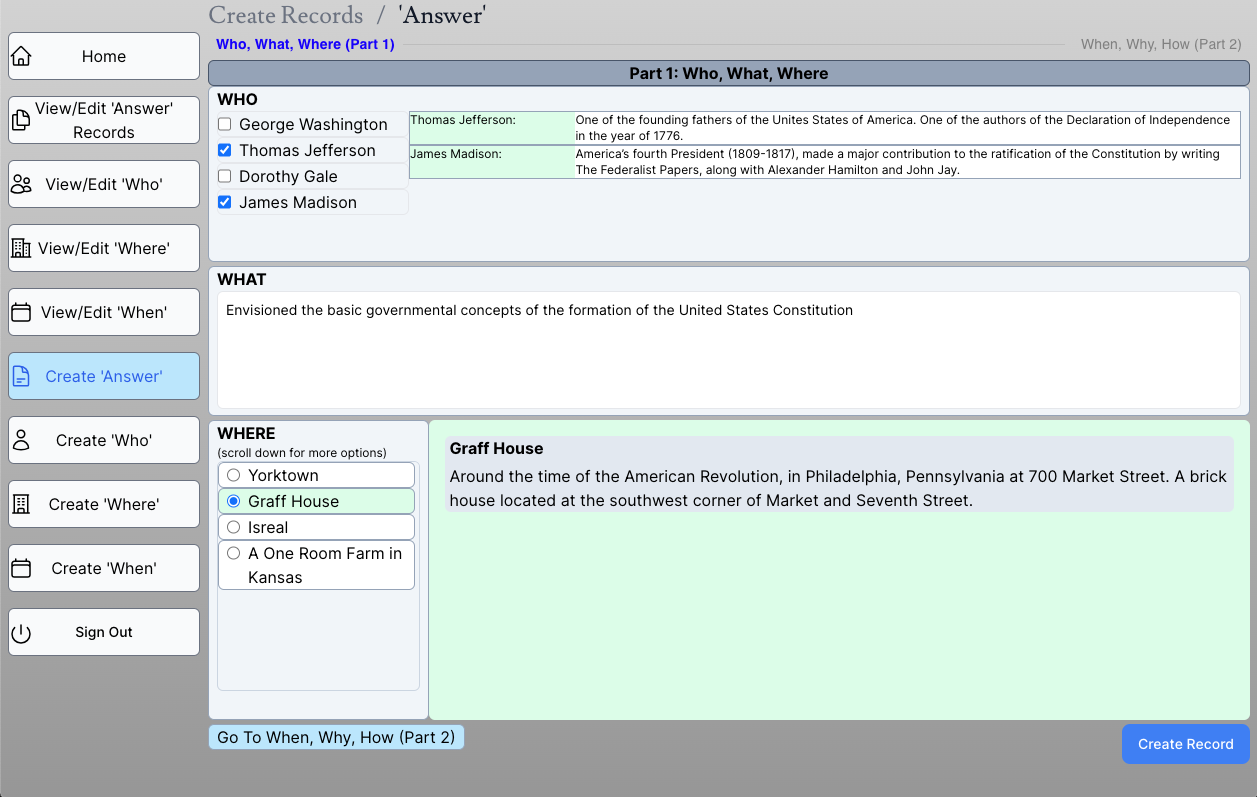 Create Records / 'Answer'
Who, What, Where (Part 1)
When, Why, How (Part 2)
Home
View/Edit 'Answer'
Records
View/Edit 'Who'
View/Edit 'Where'
View/Edit 'When'
Create 'Answer'
Create 'Who'
Create 'Where'
Create 'When'
Sign Out
Part 1: Who, What, Where
WHO
George Washington
Thomas Jefferson
Dorothy Gale
James Madison
Thomas Jefferson:
One of the founding fathers of the Unites States of America. One of the authors of the Declaration of Independence
in the year of 1776.
James Madison:
America's fourth President (1809-1817), made a major contribution to the ratification of the Constitution by writing
The Federalist Papers, along with Alexander Hamilton and John Jay.
WHAT
Envisioned the basic governmental concepts of the formation of the United States Constitution
WHERE
(scroll down for more options)
Yorktown
Graff House
Isreal
A One Room Farm in
Kansas
Graff House
Around the time of the American Revolution, in Philadelphia, Pennsylvania at 700 Market Street. A brick
house located at the southwest corner of Market and Seventh Street.
Go To When, Why, How (Part 2)
Create Record